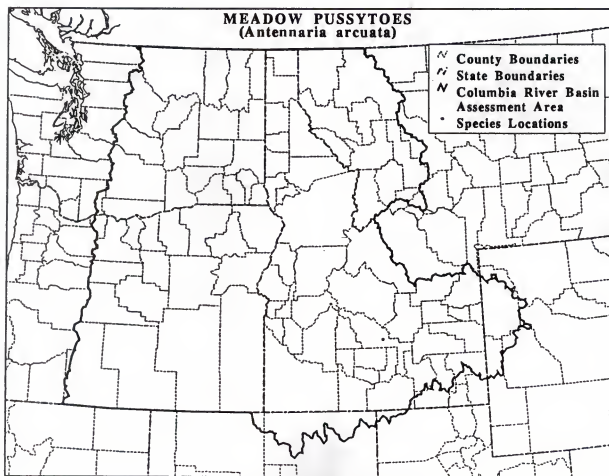 MEADOW PUSSYTOES
(Antennaria arcuata)
County Boundaries
State Boundaries
Columbia River Basin
Assessment Area
Species Locations